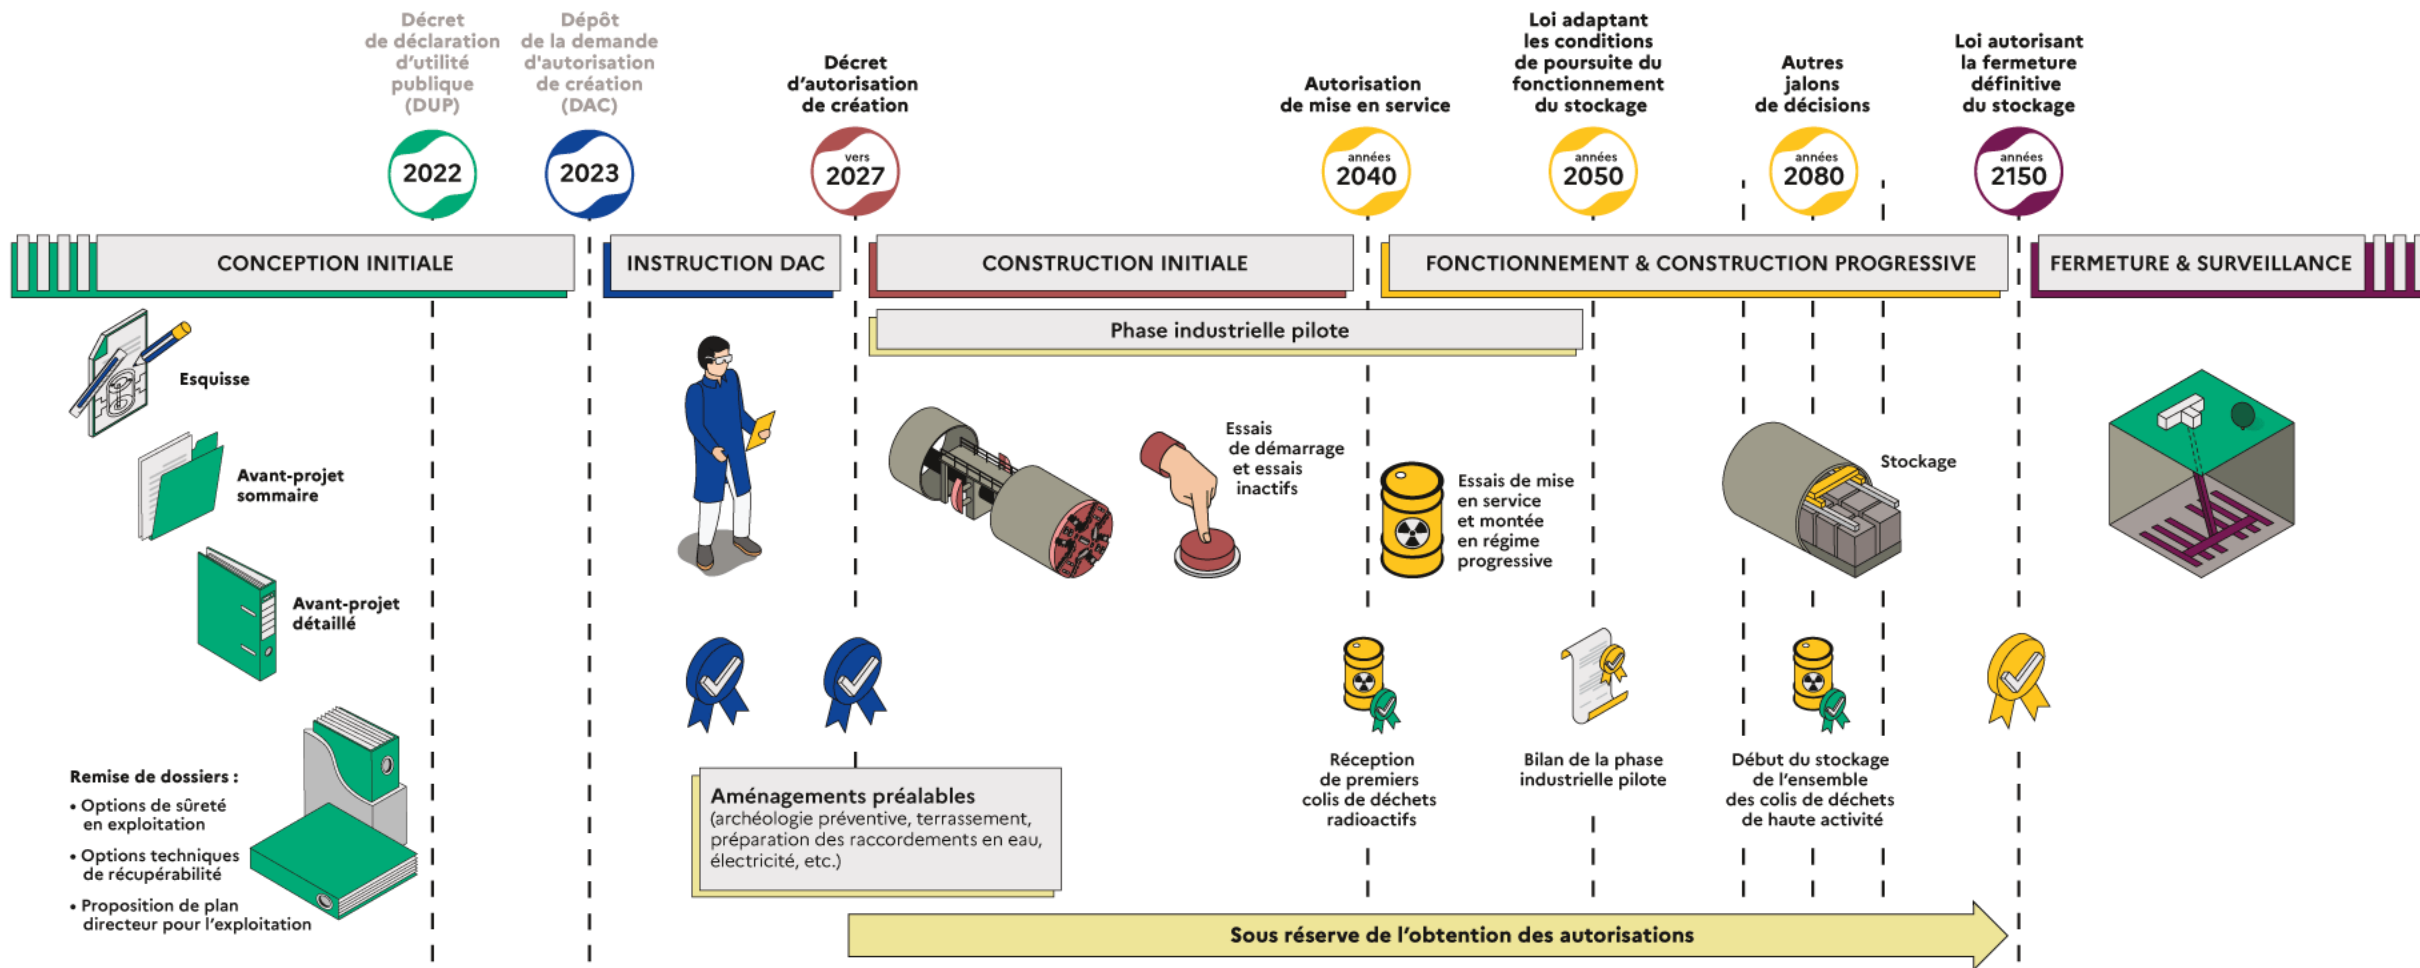 Décret
de déclaration
d'utilité
publique
(DUP)
2022
Dépôt
de la demande
d'autorisation
de création
(DAC)
2023
Décret
d'autorisation
de création
vers
2027
Autorisation
de mise en service
années
2040
Loi adaptant
les conditions
de poursuite du
fonctionnement
du stockage
années
2050
Autres
jalons
de décisions
années
2080
Loi autorisant
la fermeture
définitive
du stockage
années
2150
CONCEPTION INITIALE
INSTRUCTION DAC
CONSTRUCTION INITIALE
FONCTIONNEMENT & CONSTRUCTION PROGRESSIVE
FERMETURE & SURVEILLANCE
Phase industrielle pilote
Esquisse
Avant-projet
sommaire
Avant-projet
détaillé
Remise de dossiers :
• Options de sûreté
en exploitation
• Options techniques
de récupérabilité
• Proposition de plan
directeur pour l'exploitation
Essais
de démarrage
et essais
inactifs
Essais de mise
en service
et montée
en régime
progressive
Stockage
Aménagements préalables
(archéologie préventive, terrassement,
préparation des raccordements en eau,
électricité, etc.)
Réception
de premiers
colis de déchets
radioactifs
Bilan de la phase
industrielle pilote
Début du stockage
de l'ensemble
des colis de déchets
de haute activité
Sous réserve de l'obtention des autorisations